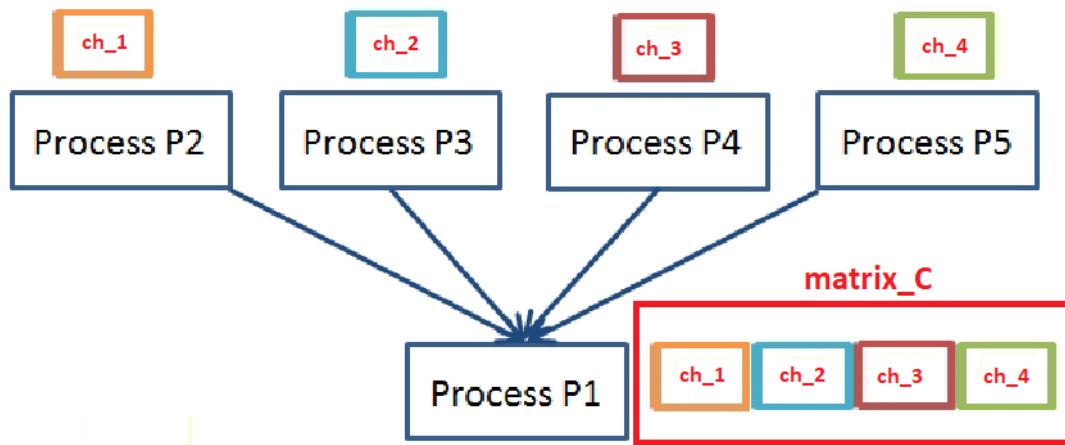 ch_1 ch_2 ch_3 ch_4
Process P2 Process P3 Process P4 Process P5
matrix_C
Process P1 ch_1 ch_2 ch_3 ch_4